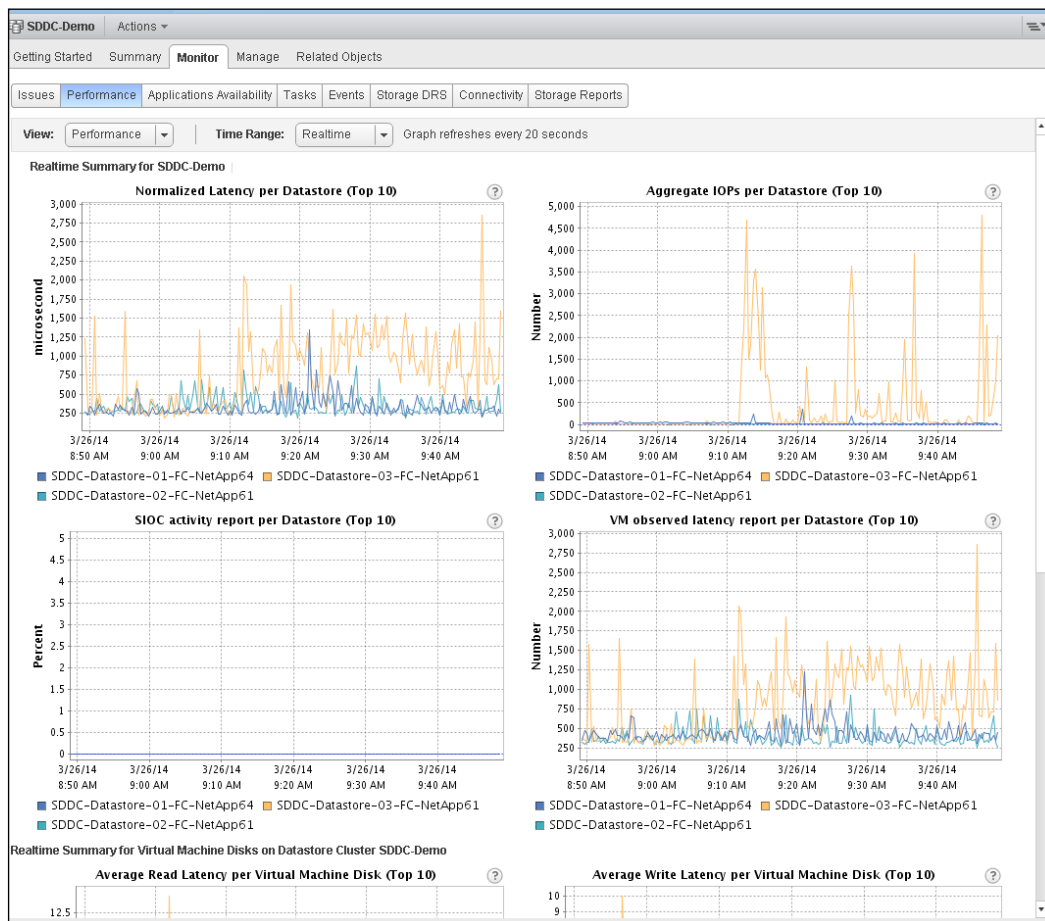 SDDC-Demo Actions
Getting Started Summary Monitor Manage Related Objects
Issues Performance Applications Availability Tasks Events Storage DRS Connectivity Storage Reports
View: Performance Time Range: Realtime Graph refreshes every 20 seconds
Realtime Summary for SDDC-Demo
Normalized Latency per Datastore (Top 10) ?
3,000
2,750
2,500
2,250
2,000
1,750
1,500
1,250
1,000
750
500
250
microsecond
3/26/14 3/26/14 3/26/14 3/26/14 3/26/14 3/26/14
8:50 AM 9:00 AM 9:10 AM 9:20 AM 9:30 AM 9:40 AM
SDDC-Datastore-01-FC-NetApp64 SDDC-Datastore-03-FC-NetApp61
SDDC-Datastore-02-FC-NetApp61
Aggregate IOPs per Datastore (Top 10) ?
5,000
4,500
4,000
3,500
3,000
2,500
2,000
1,500
1,000
500
0
Number
3/26/14 3/26/14 3/26/14 3/26/14 3/26/14 3/26/14
8:50 AM 9:00 AM 9:10 AM 9:20 AM 9:30 AM 9:40 AM
SDDC-Datastore-01-FC-NetApp64 SDDC-Datastore-03-FC-NetApp61
SDDC-Datastore-02-FC-NetApp61
SIOC activity report per Datastore (Top 10) ?
5
4.5
4
3.5
3
2.5
2
1.5
1
0.5
0
Percent
3/26/14 3/26/14 3/26/14 3/26/14 3/26/14 3/26/14
8:50 AM 9:00 AM 9:10 AM 9:20 AM 9:30 AM 9:40 AM
SDDC-Datastore-01-FC-NetApp64 SDDC-Datastore-03-FC-NetApp61
SDDC-Datastore-02-FC-NetApp61
VM observed latency report per Datastore (Top 10) ?
3,000
2,750
2,500
2,250
2,000
1,750
1,500
1,250
1,000
750
500
250
Number
3/26/14 3/26/14 3/26/14 3/26/14 3/26/14 3/26/14
8:50 AM 9:00 AM 9:10 AM 9:20 AM 9:30 AM 9:40 AM
SDDC-Datastore-01-FC-NetApp64 SDDC-Datastore-03-FC-NetApp61
SDDC-Datastore-02-FC-NetApp61
Realtime Summary for Virtual Machine Disks on Datastore Cluster SDDC-Demo
Average Read Latency per Virtual Machine Disk (Top 10) ?
12.5
Average Write Latency per Virtual Machine Disk (Top 10) ?
10
9